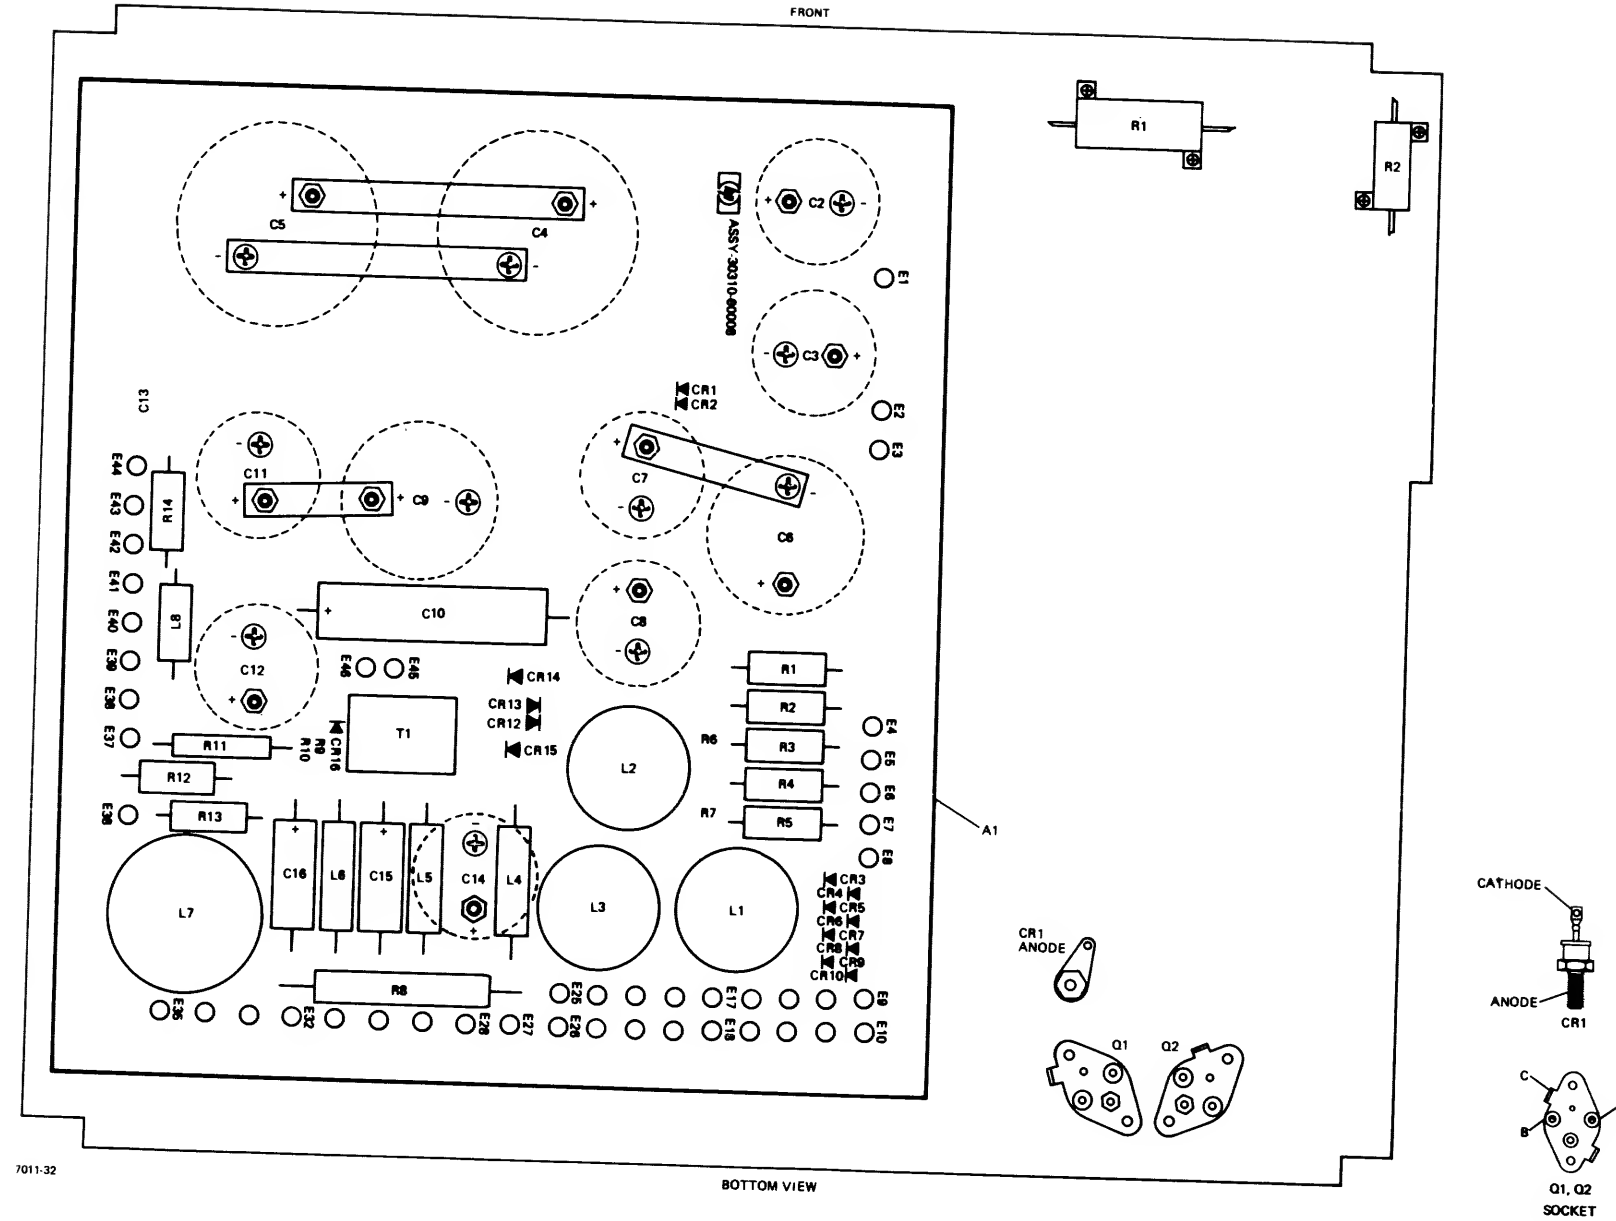 FRONT
R1
R2
+
+
C5
C4
-
-
ASSY-30310-60008
+ C2 -
E1
- C3 +
E2
E3
CR1
CR2
C13
-
C11
+
+ C9 -
+
C7
-
-
C6
+
E44
E43
E42
E41
E40
E39
E38
E37
R14
L8
+ C10
+
C8
-
-
C12
+
E46
E45
CR14
CR13
CR12
CR15
T1
CR16
R9
R10
R11
R12
R13
E36
L2
R1
R2
R6
R3
R4
R7
R5
E4
E5
E6
E7
E8
A1
L7
+
C16
L6
+
C15
L5
-
C14
+
L4
L3
L1
CR3
CR4
CR5
CR6
CR7
CR8
CR9
CR10
R8
E35
E32
E28
E27
E25
E26
E17
E18
E9
E10
CR1
ANODE
Q1
Q2
CATHODE
ANODE
CR1
C
B
Q1, Q2
SOCKET
7011-32
BOTTOM VIEW